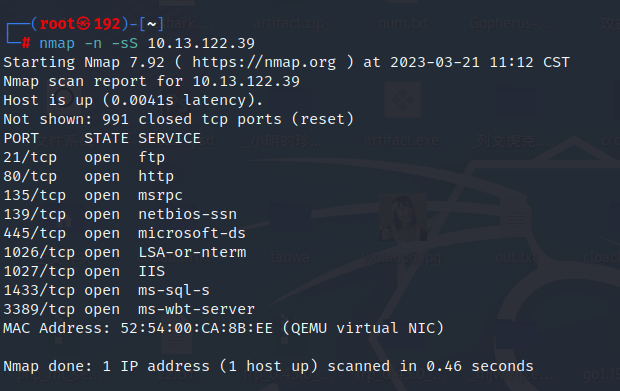 ┌──(root㉿192)-[~]
└─# nmap -n -sS 10.13.122.39
Starting Nmap 7.92 ( https://nmap.org ) at 2023-03-21 11:12 CST
Nmap scan report for 10.13.122.39
Host is up (0.0041s latency).
Not shown: 991 closed tcp ports (reset)
PORT     STATE SERVICE
21/tcp   open  ftp
80/tcp   open  http
135/tcp  open  msrpc
139/tcp  open  netbios-ssn
445/tcp  open  microsoft-ds
1026/tcp open  LSA-or-nterm
1027/tcp open  IIS
1433/tcp open  ms-sql-s
3389/tcp open  ms-wbt-server
MAC Address: 52:54:00:CA:8B:EE (QEMU virtual NIC)

Nmap done: 1 IP address (1 host up) scanned in 0.46 seconds